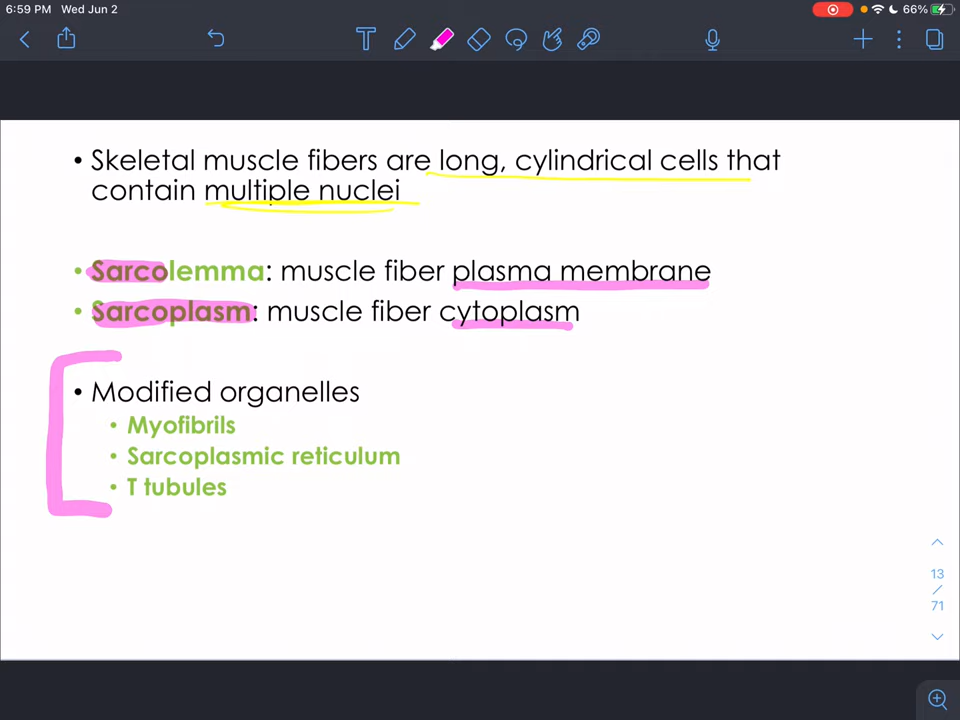 6:59 PM Wed Jun 2 66%
• Skeletal muscle fibers are long, cylindrical cells that
contain multiple nuclei
• Sarcolemma: muscle fiber plasma membrane
• Sarcoplasm: muscle fiber cytoplasm
• Modified organelles
• Myofibrils
• Sarcoplasmic reticulum
• T tubules
13
/
71